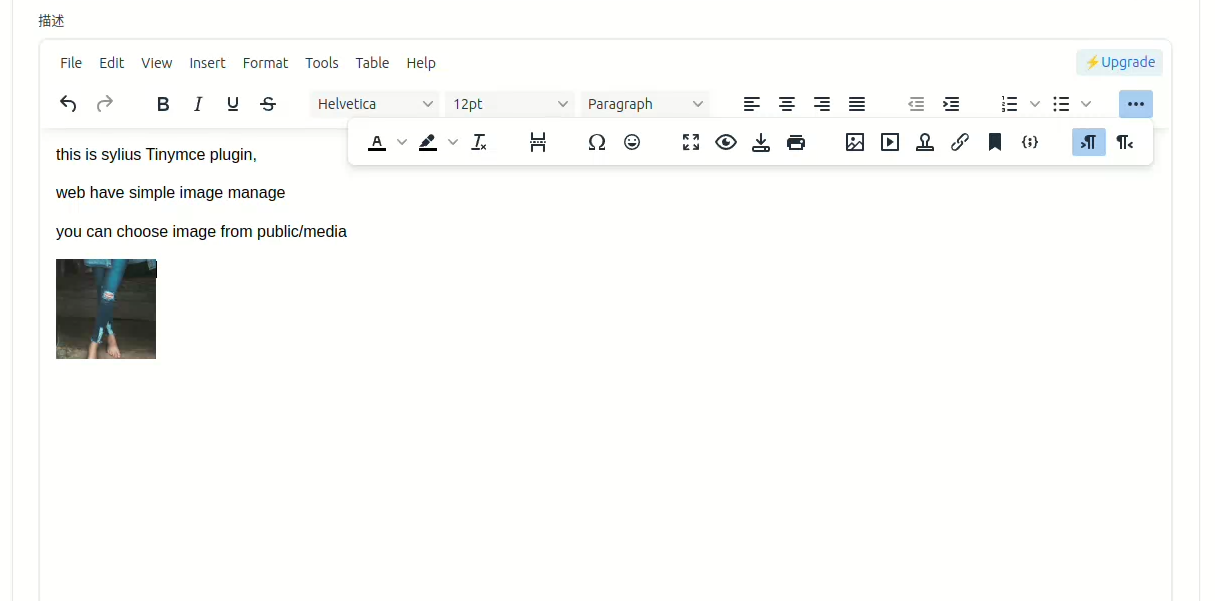 描述
File Edit View Insert Format Tools Table Help ⚡Upgrade
Helvetica 12pt Paragraph
this is sylius Tinymce plugin,
web have simple image manage
you can choose image from public/media